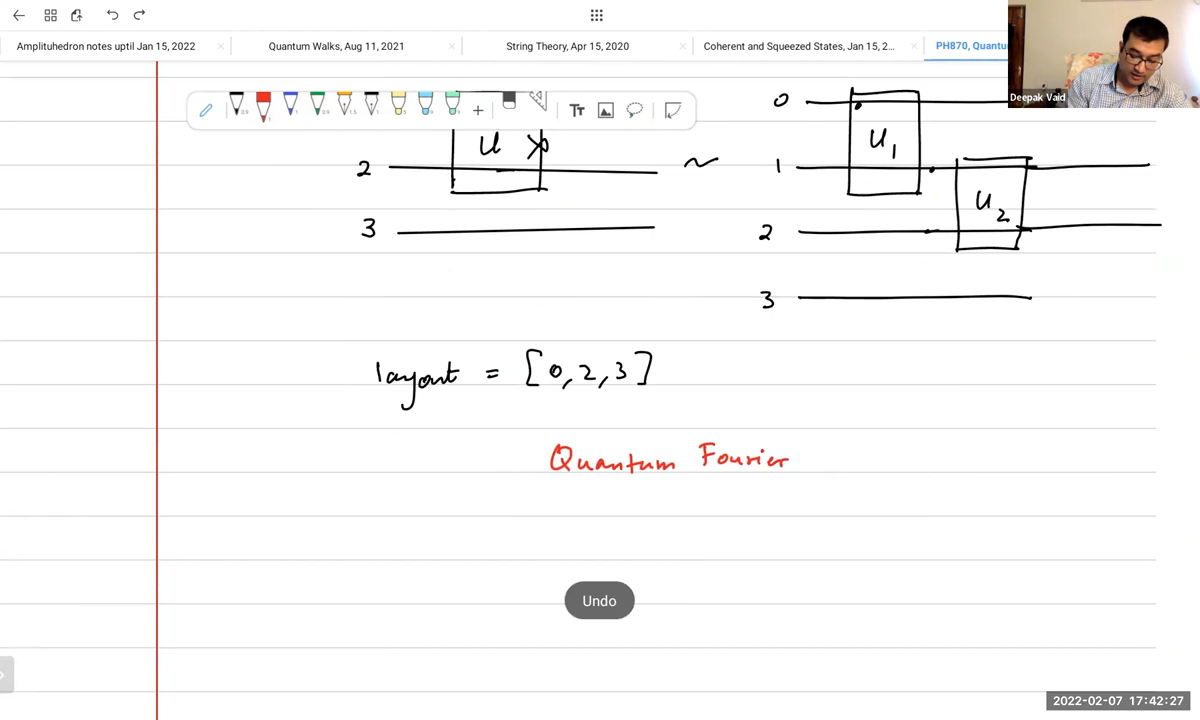 Amplituhedron notes uptil Jan 15, 2022
Quantum Walks, Aug 11, 2021
String Theory, Apr 15, 2020
Coherent and Squeezed States, Jan 15, 2...
PH870, Quantu
Deepak Vaid
Tт
0
U1
2
U
~
1
U2
3
2
3
layout = [0,2,3]
Quantum Fourier
Undo
2022-02-07 17:42:27